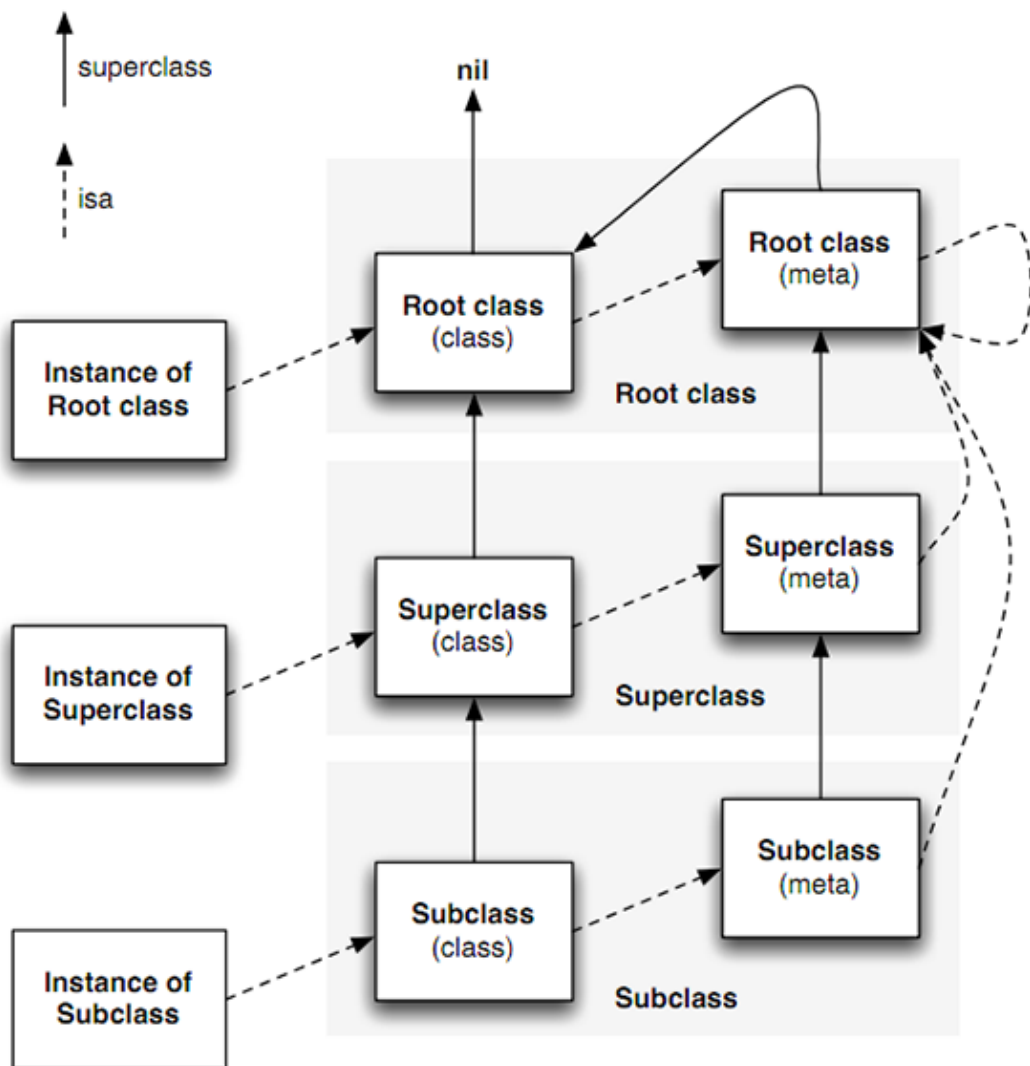 superclass
isa
nil
Root class
(meta)
Root class
(class)
Instance of
Root class
Root class
Superclass
(meta)
Superclass
(class)
Instance of
Superclass
Superclass
Subclass
(meta)
Subclass
(class)
Instance of
Subclass
Subclass